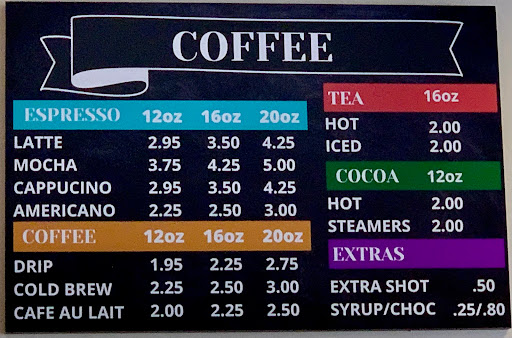 COFFEE
ESPRESSO 12oz 16oz 20oz
LATTE 2.95 3.50 4.25
MOCHA 3.75 4.25 5.00
CAPPUCINO 2.95 3.50 4.25
AMERICANO 2.25 2.50 3.00
COFFEE 12oz 16oz 20oz
DRIP 1.95 2.25 2.75
COLD BREW 2.25 2.50 3.00
CAFE AU LAIT 2.00 2.25 2.50
TEA 16oz
HOT 2.00
ICED 2.00
COCOA 12oz
HOT 2.00
STEAMERS 2.00
EXTRAS
EXTRA SHOT .50
SYRUP/CHOC .25/.80